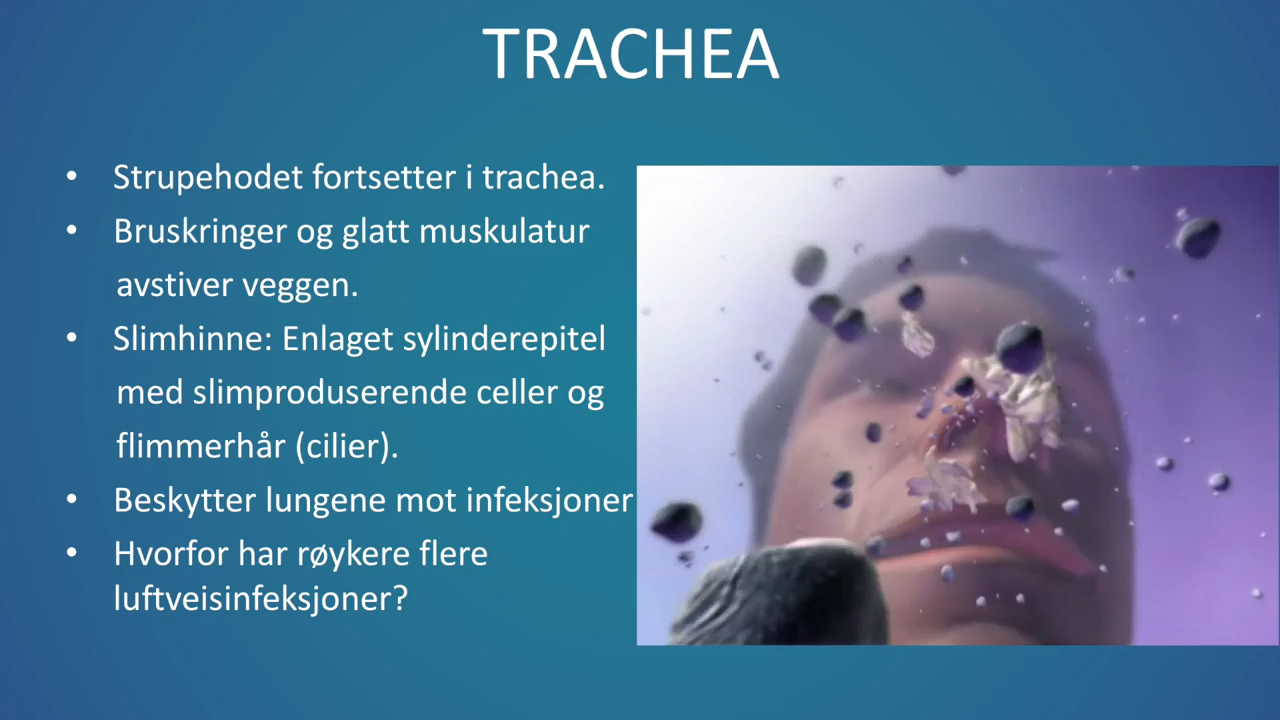 TRACHEA
• Strupehodet fortsetter i trachea.
• Bruskringer og glatt muskulatur
avstiver veggen.
• Slimhinne: Enlaget sylinderepitel
med slimproduserende celler og
flimmerhår (cilier).
• Beskytter lungene mot infeksjoner
• Hvorfor har røykere flere
luftveisinfeksjoner?